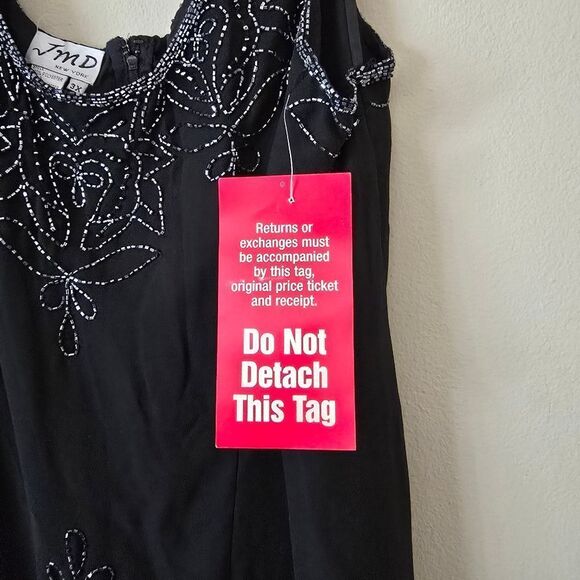 JMD
NEW YORK
3X
Returns or
exchanges must
be accompanied
by this tag,
original price ticket
and receipt.
Do Not
Detach
This Tag